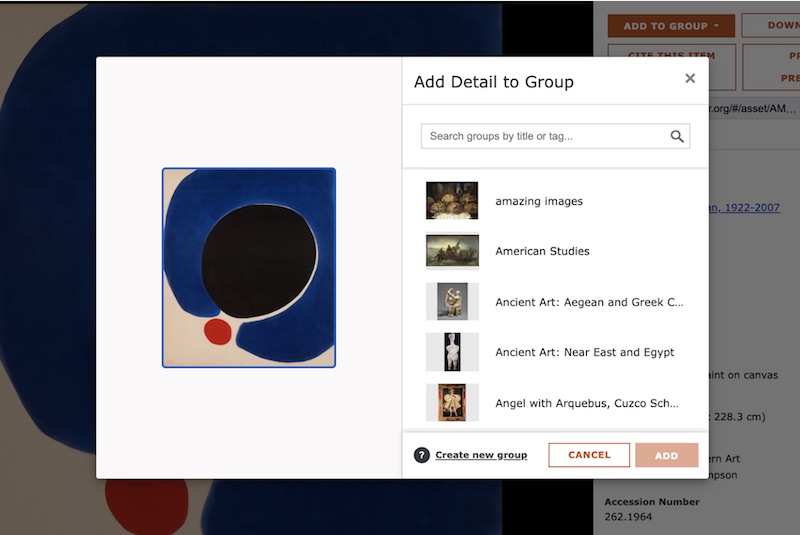 ADD TO GROUP
DOWN
CITE THIS ITEM
PR
PRE
Add Detail to Group
r.org/#/asset/AM...
Search groups by title or tag...
amazing images
an, 1922-2007
American Studies
Ancient Art: Aegean and Greek C...
Ancient Art: Near East and Egypt
aint on canvas
Angel with Arquebus, Cuzco Sch...
: 228.3 cm)
? Create new group
CANCEL
ADD
ern Art
mpson
Accession Number
262.1964